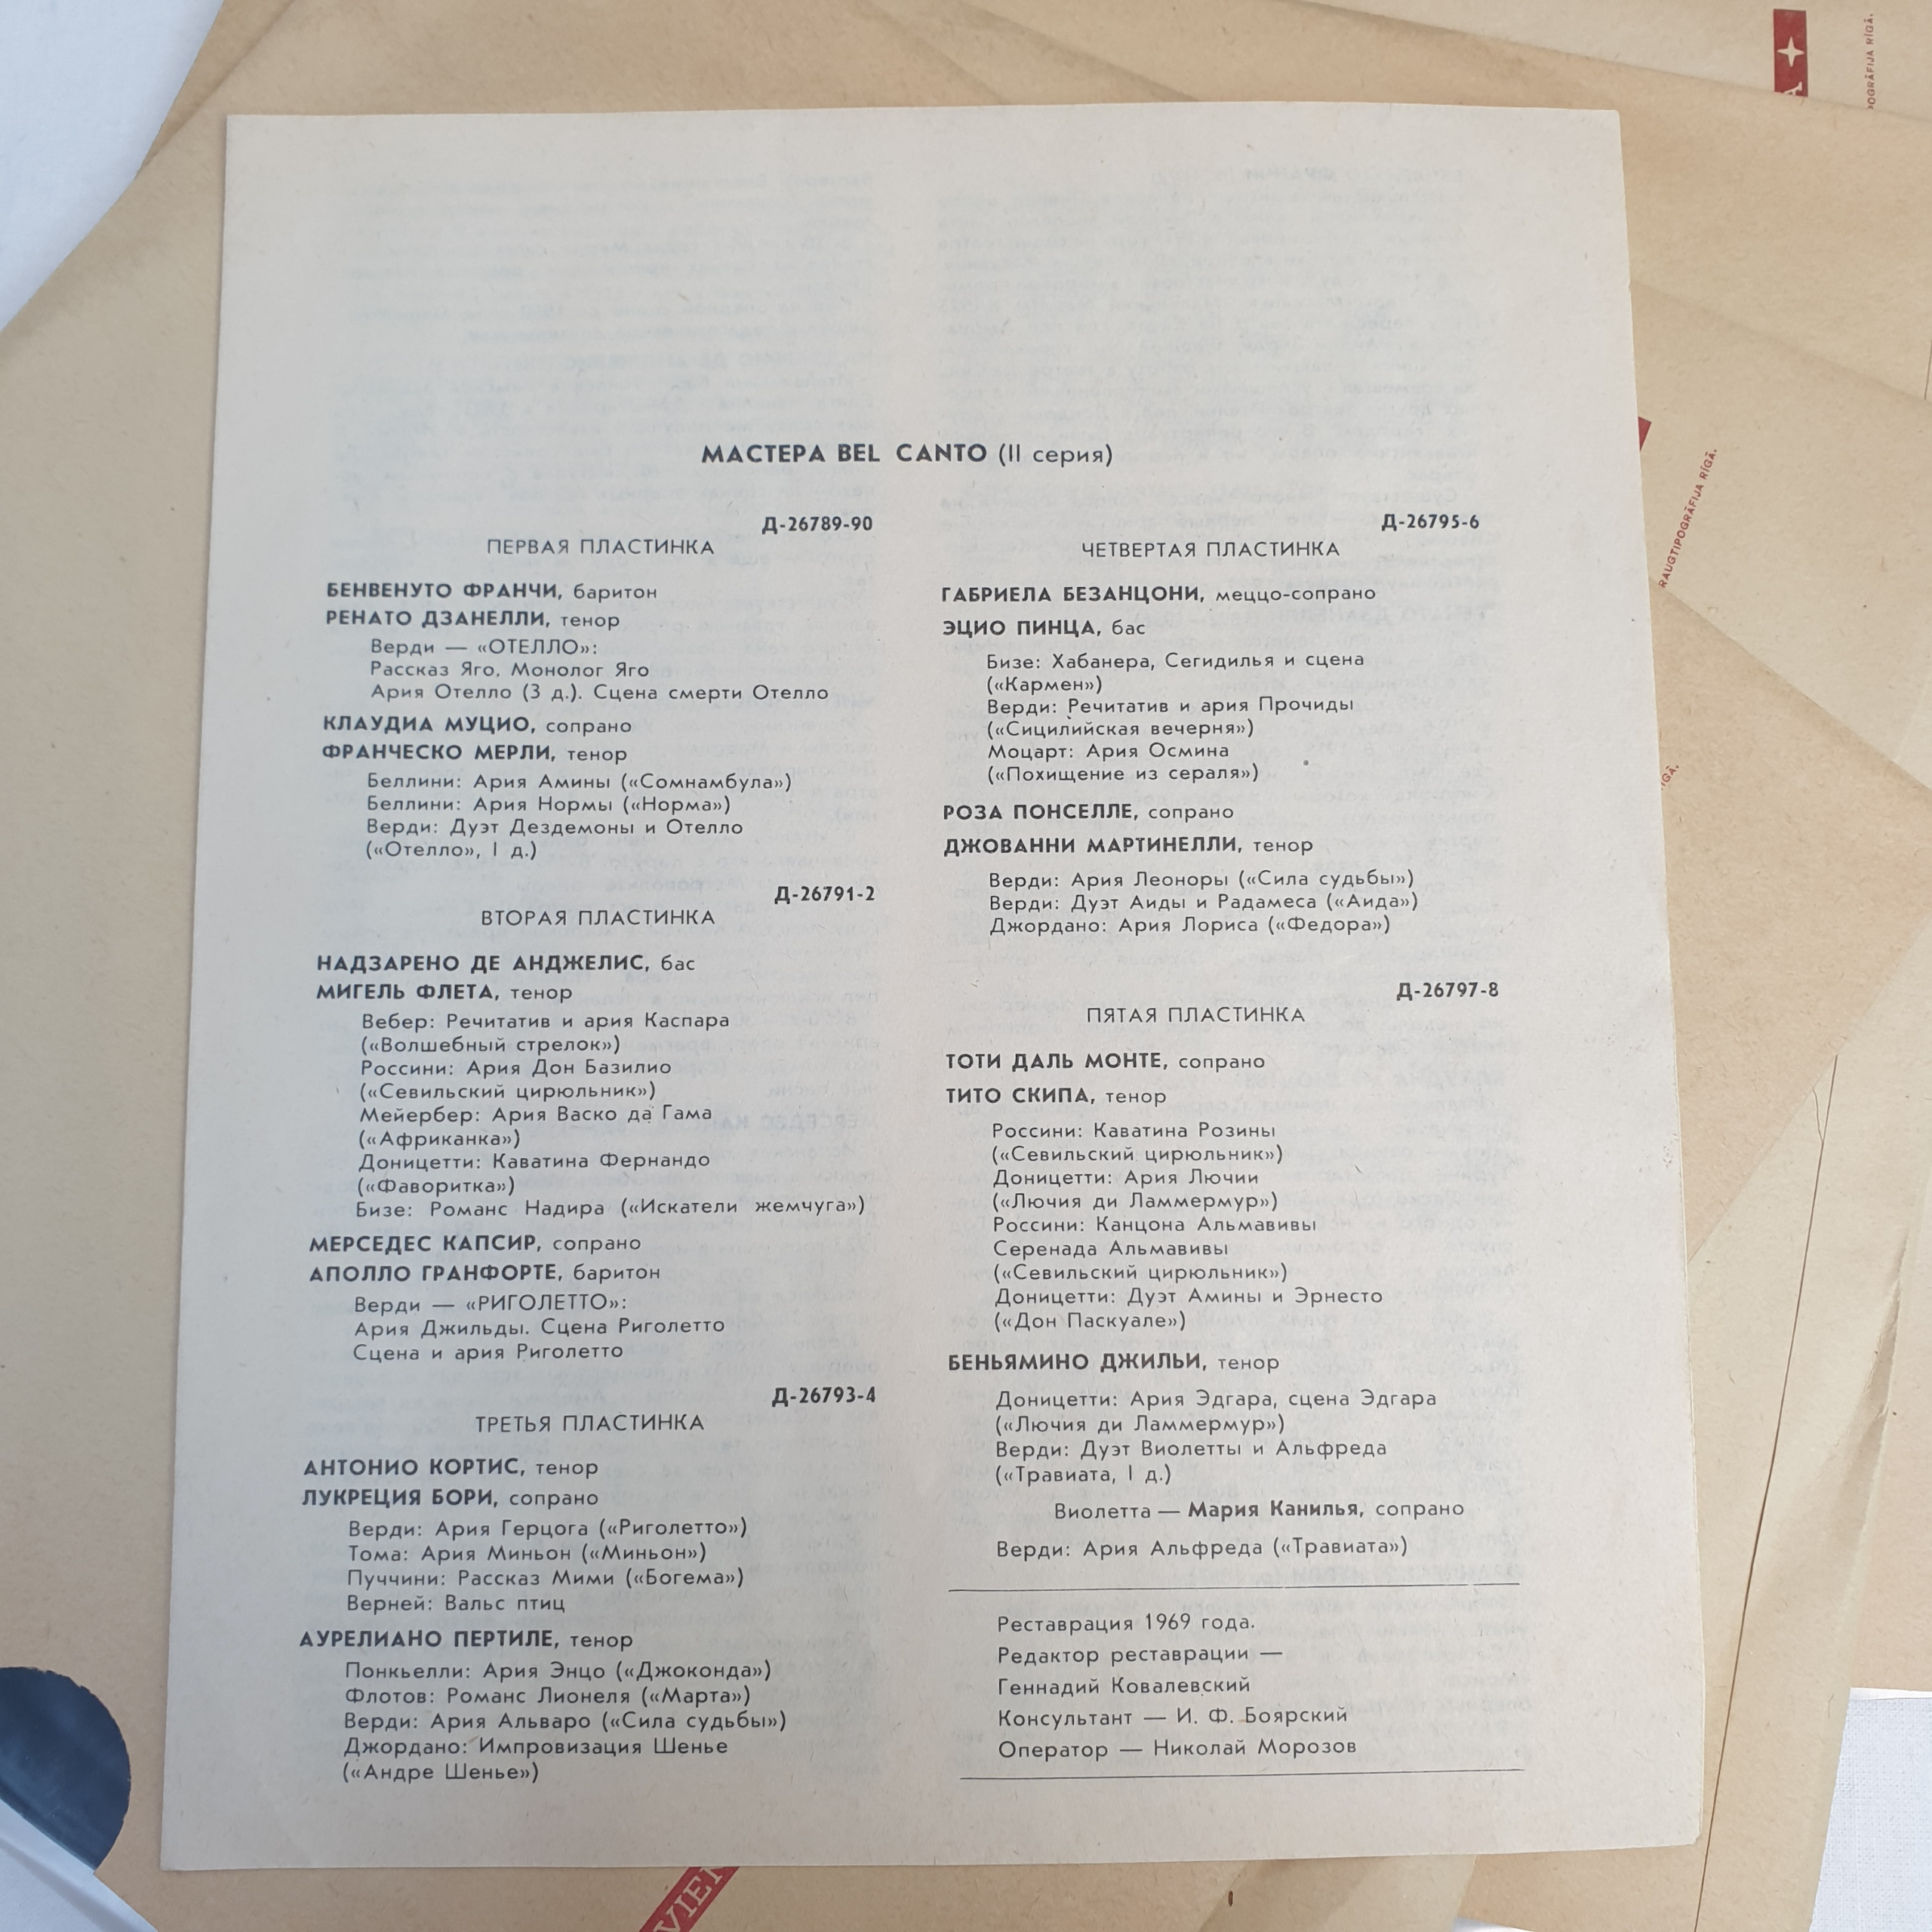 МАСТЕРА BEL CANTO (II серия)
Д-26789-90
ПЕРВАЯ ПЛАСТИНКА
БЕНВЕНУТО ФРАНЧИ, баритон
РЕНАТО ДЗАНЕЛЛИ, тенор
Верди — «ОТЕЛЛО»:
Рассказ Яго. Монолог Яго
Ария Отелло (3 д.). Сцена смерти Отелло
КЛАУДИА МУЦИО, сопрано
ФРАНЧЕСКО МЕРЛИ, тенор
Беллини: Ария Амины («Сомнамбула»)
Беллини: Ария Нормы («Норма»)
Верди: Дуэт Дездемоны и Отелло
(«Отелло», I д.)
Д-26791-2
ВТОРАЯ ПЛАСТИНКА
НАДЗАРЕНО ДЕ АНДЖЕЛИС, бас
МИГЕЛЬ ФЛЕТА, тенор
Вебер: Речитатив и ария Каспара
(«Волшебный стрелок»)
Россини: Ария Дон Базилио
(«Севильский цирюльник»)
Мейербер: Ария Васко да Гама
(«Африканка»)
Доницетти: Каватина Фернандо
(«Фаворитка»)
Бизе: Романс Надира («Искатели жемчуга»)
МЕРСЕДЕС КАПСИР, сопрано
АПОЛЛО ГРАНФОРТЕ, баритон
Верди — «РИГОЛЕТТО»:
Ария Джильды. Сцена Риголетто
Сцена и ария Риголетто
Д-26793-4
ТРЕТЬЯ ПЛАСТИНКА
АНТОНИО КОРТИС, тенор
ЛУКРЕЦИЯ БОРИ, сопрано
Верди: Ария Герцога («Риголетто»)
Тома: Ария Миньон («Миньон»)
Пуччини: Рассказ Мими («Богема»)
Верней: Вальс птиц
АУРЕЛИАНО ПЕРТИЛЕ, тенор
Понкьелли: Ария Энцо («Джоконда»)
Флотов: Романс Лионеля («Марта»)
Верди: Ария Альваро («Сила судьбы»)
Джордано: Импровизация Шенье
(«Андре Шенье»)
Д-26795-6
ЧЕТВЕРТАЯ ПЛАСТИНКА
ГАБРИЕЛА БЕЗАНЦОНИ, меццо-сопрано
ЭЦИО ПИНЦА, бас
Бизе: Хабанера, Сегидилья и сцена
(«Кармен»)
Верди: Речитатив и ария Прочиды
(«Сицилийская вечерня»)
Моцарт: Ария Осмина
(«Похищение из сераля»)
РОЗА ПОНСЕЛЛЕ, сопрано
ДЖОВАННИ МАРТИНЕЛЛИ, тенор
Верди: Ария Леоноры («Сила судьбы»)
Верди: Дуэт Аиды и Радамеса («Аида»)
Джордано: Ария Лориса («Федора»)
Д-26797-8
ПЯТАЯ ПЛАСТИНКА
ТОТИ ДАЛЬ МОНТЕ, сопрано
ТИТО СКИПА, тенор
Россини: Каватина Розины
(«Севильский цирюльник»)
Доницетти: Ария Лючии
(«Лючия ди Ламмермур»)
Россини: Канцона Альмавивы
Серенада Альмавивы
(«Севильский цирюльник»)
Доницетти: Дуэт Амины и Эрнесто
(«Дон Паскуале»)
БЕНЬЯМИНО ДЖИЛЬИ, тенор
Доницетти: Ария Эдгара, сцена Эдгара
(«Лючия ди Ламмермур»)
Верди: Дуэт Виолетты и Альфреда
(«Травиата, I д.)
Виолетта — Мария Канилья, сопрано
Верди: Ария Альфреда («Травиата»)
Реставрация 1969 года.
Редактор реставрации —
Геннадий Ковалевский
Консультант — И. Ф. Боярский
Оператор — Николай Морозов
RAUGTIPOGRĀFIJA RĪGĀ.